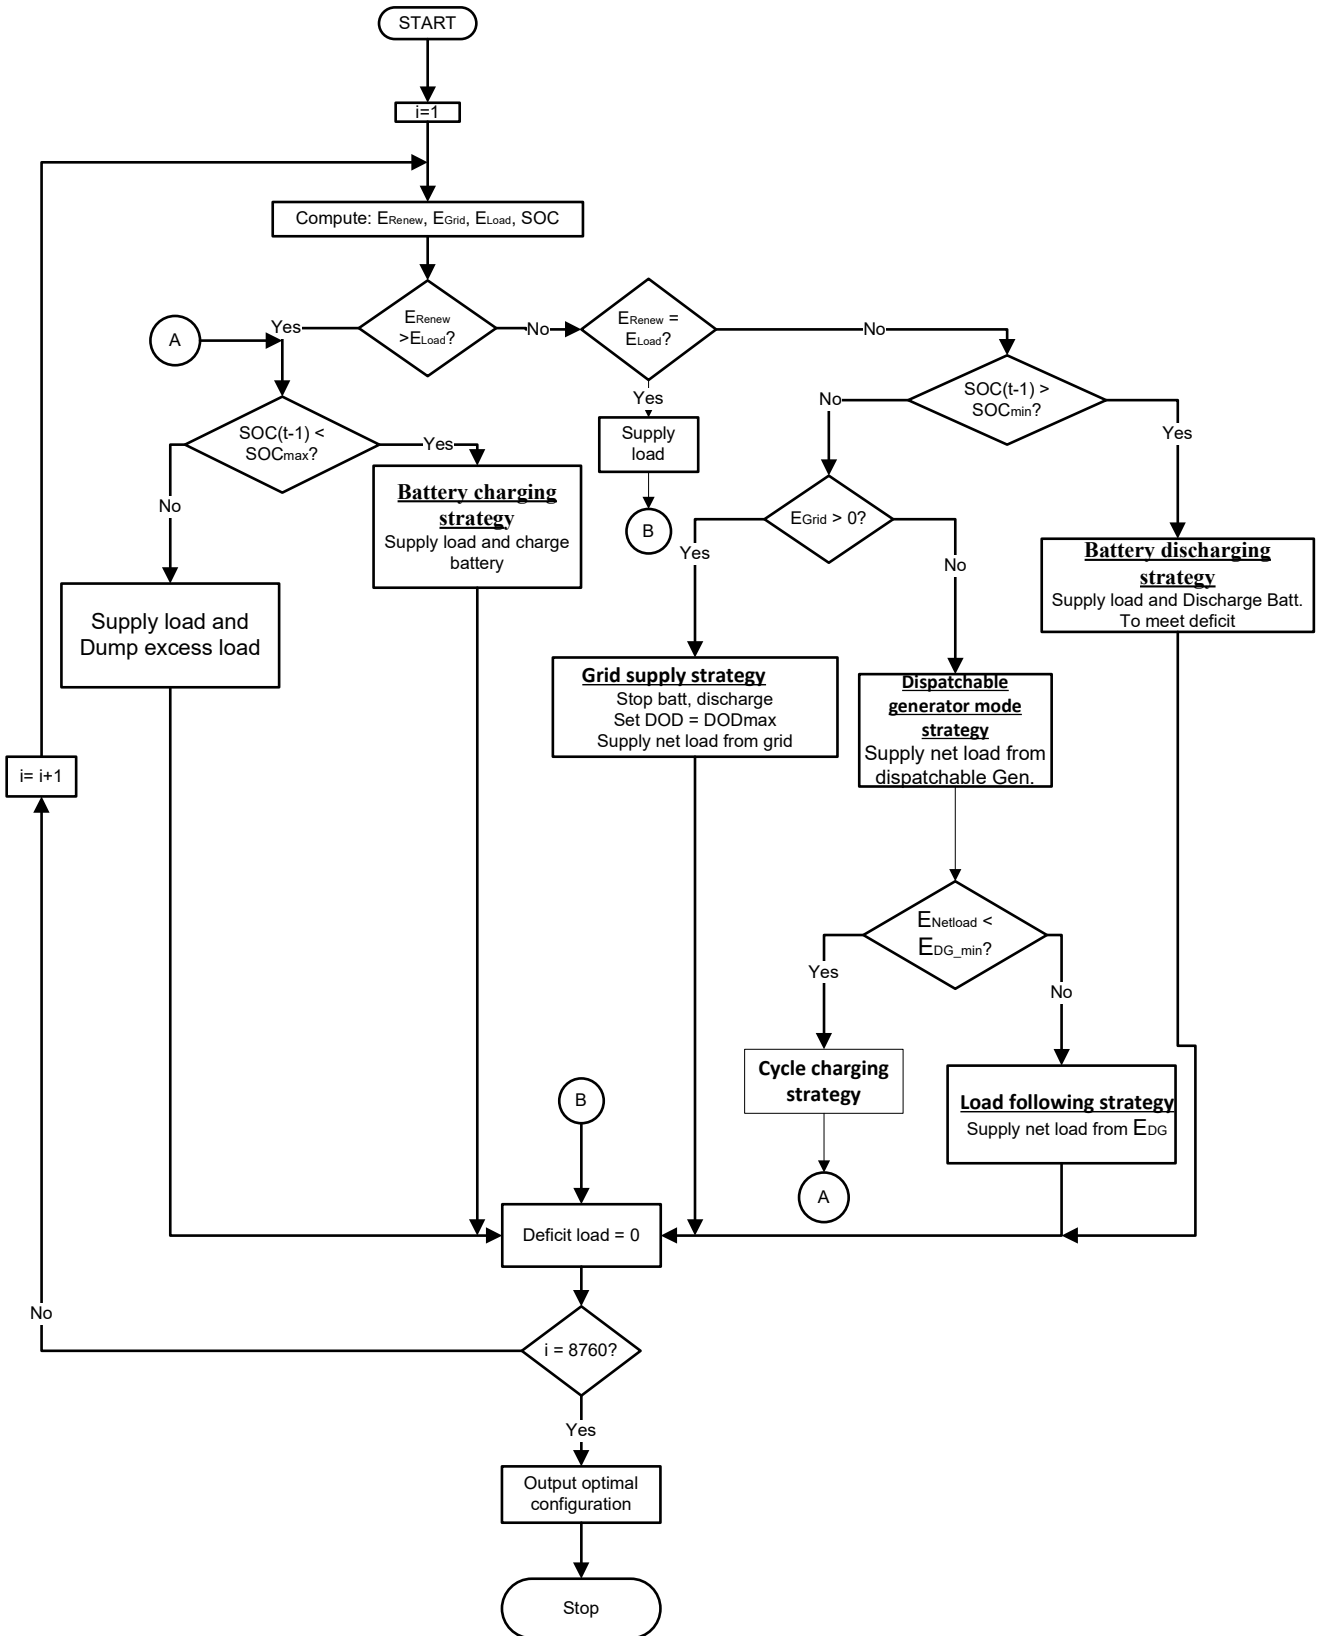 START
i=1
Compute: ERenew, EGrid, ELoad, SOC
ERenew
>ELoad?
Yes
No
ERenew =
ELoad?
No
A
Yes
SOC(t-1) >
SOCmin?
No
Yes
SOC(t-1) <
SOCmax?
Yes
No
Supply
load
B
Battery charging
strategy
Supply load and charge
battery
EGrid > 0?
Yes
No
Battery discharging
strategy
Supply load and Discharge Batt.
To meet deficit
Supply load and
Dump excess load
Grid supply strategy
Stop batt, discharge
Set DOD = DODmax
Supply net load from grid
Dispatchable
generator mode
strategy
Supply net load from
dispatchable Gen.
i= i+1
ENetload <
EDG_min?
Yes
No
Cycle charging
strategy
Load following strategy
Supply net load from EDG
B
A
Deficit load = 0
No
i = 8760?
Yes
Output optimal
configuration
Stop